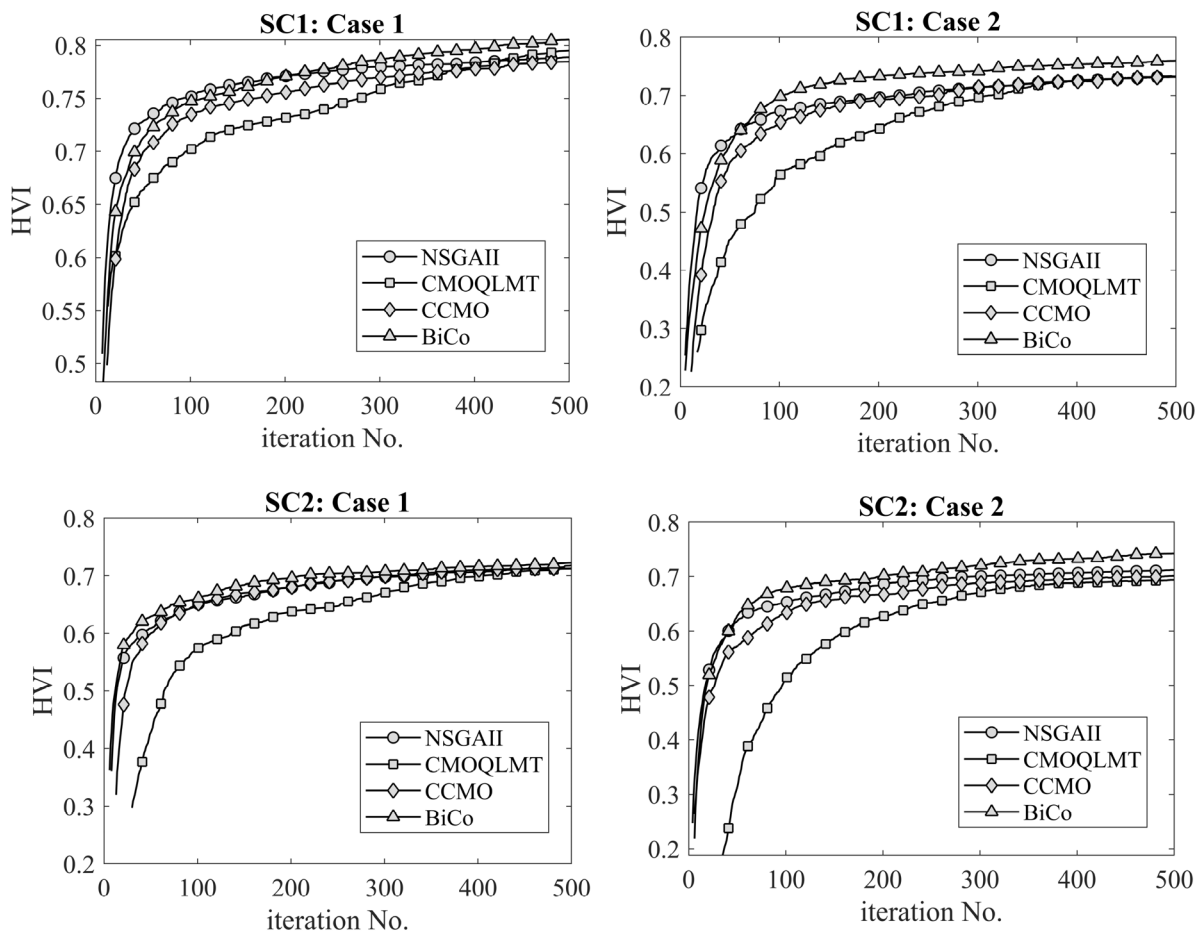 SC1: Case 1
0.8
0.75
0.7
0.65
0.6
0.55
0.5
HVI
NSGAII
CMOQLMT
CCMO
BiCo
0 100 200 300 400 500
iteration No.
SC1: Case 2
0.8
0.7
0.6
0.5
0.4
0.3
0.2
HVI
NSGAII
CMOQLMT
CCMO
BiCo
0 100 200 300 400 500
iteration No.
SC2: Case 1
0.8
0.7
0.6
0.5
0.4
0.3
0.2
HVI
NSGAII
CMOQLMT
CCMO
BiCo
0 100 200 300 400 500
iteration No.
SC2: Case 2
0.8
0.7
0.6
0.5
0.4
0.3
0.2
HVI
NSGAII
CMOQLMT
CCMO
BiCo
0 100 200 300 400 500
iteration No.